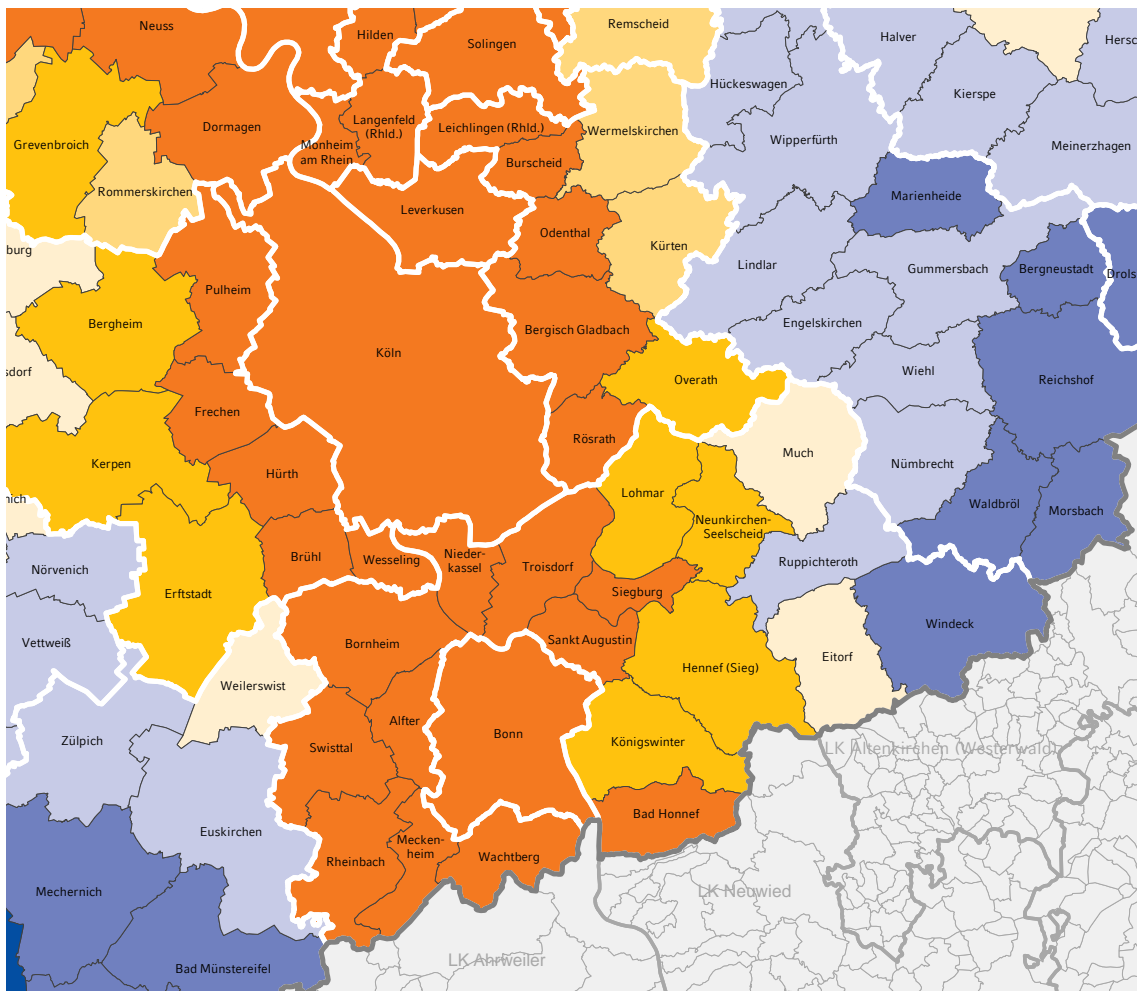 Neuss
Hilden
Solingen
Remscheid
Halver
Hersc
Hückeswagen
Kierspe
Grevenbroich
Dormagen
Langenfeld
(Rhld.)
Leichlingen (Rhld.)
Wermelskirchen
Wipperfürth
Meinerzhagen
Monheim
am Rhein
Burscheid
Rommerskirchen
Leverkusen
Marienheide
Odenthal
Kürten
burg
Lindlar
Gummersbach
Bergneustadt
Drols
Pulheim
Bergheim
Köln
Bergisch Gladbach
Engelskirchen
sdorf
Overath
Wiehl
Reichshof
Frechen
Rösrath
Much
Kerpen
Hürth
Nümbrecht
nich
Lohmar
Neunkirchen-
Seelscheid
Waldbröl
Morsbach
Nörvenich
Brühl
Wesseling
Nieder-
kassel
Troisdorf
Ruppichteroth
Erftstadt
Siegburg
Windeck
Vettweiß
Bornheim
Sankt Augustin
Hennef (Sieg)
Eitorf
Weilerswist
Zülpich
Alfter
Swisttal
Bonn
Königswinter
LK Altenkirchen (Westerwald)
Euskirchen
Bad Honnef
Mecken-
heim
Rheinbach
Wachtberg
Mechernich
LK Neuwied
Bad Münstereifel
LK Ahrweiler